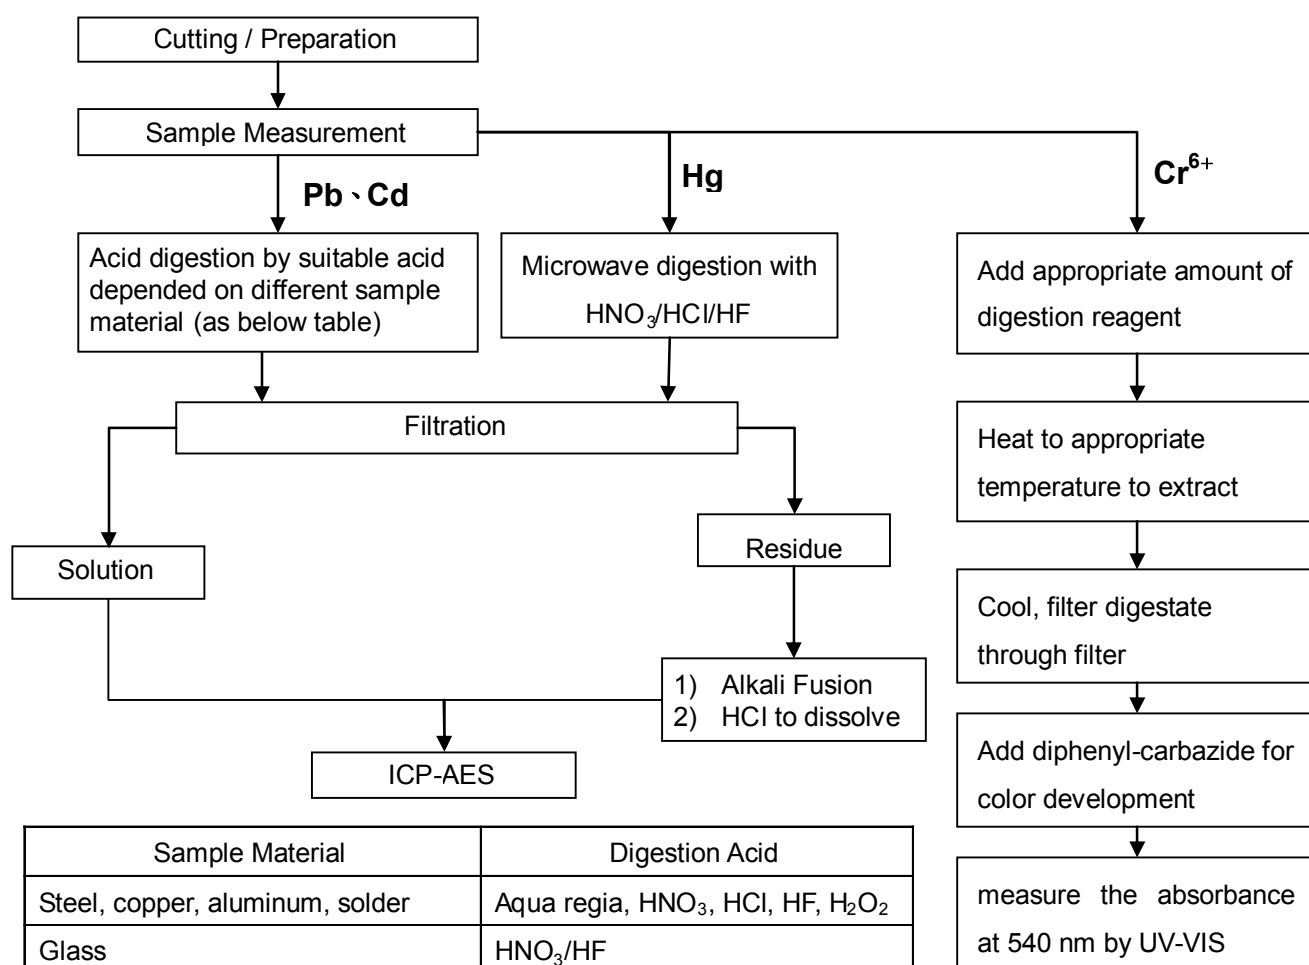 Cutting / Preparation
Sample Measurement
Pb、Cd
Hg
Cr⁶⁺
Acid digestion by suitable acid
depended on different sample
material (as below table)
Microwave digestion with
HNO₃/HCl/HF
Add appropriate amount of
digestion reagent
Filtration
Heat to appropriate
temperature to extract
Solution
Residue
Cool, filter digestate
through filter
1) Alkali Fusion
2) HCl to dissolve
ICP-AES
Add diphenyl-carbazide for
color development
measure the absorbance
at 540 nm by UV-VIS
Sample Material
Digestion Acid
Steel, copper, aluminum, solder
Aqua regia, HNO₃, HCl, HF, H₂O₂
Glass
HNO₃/HF